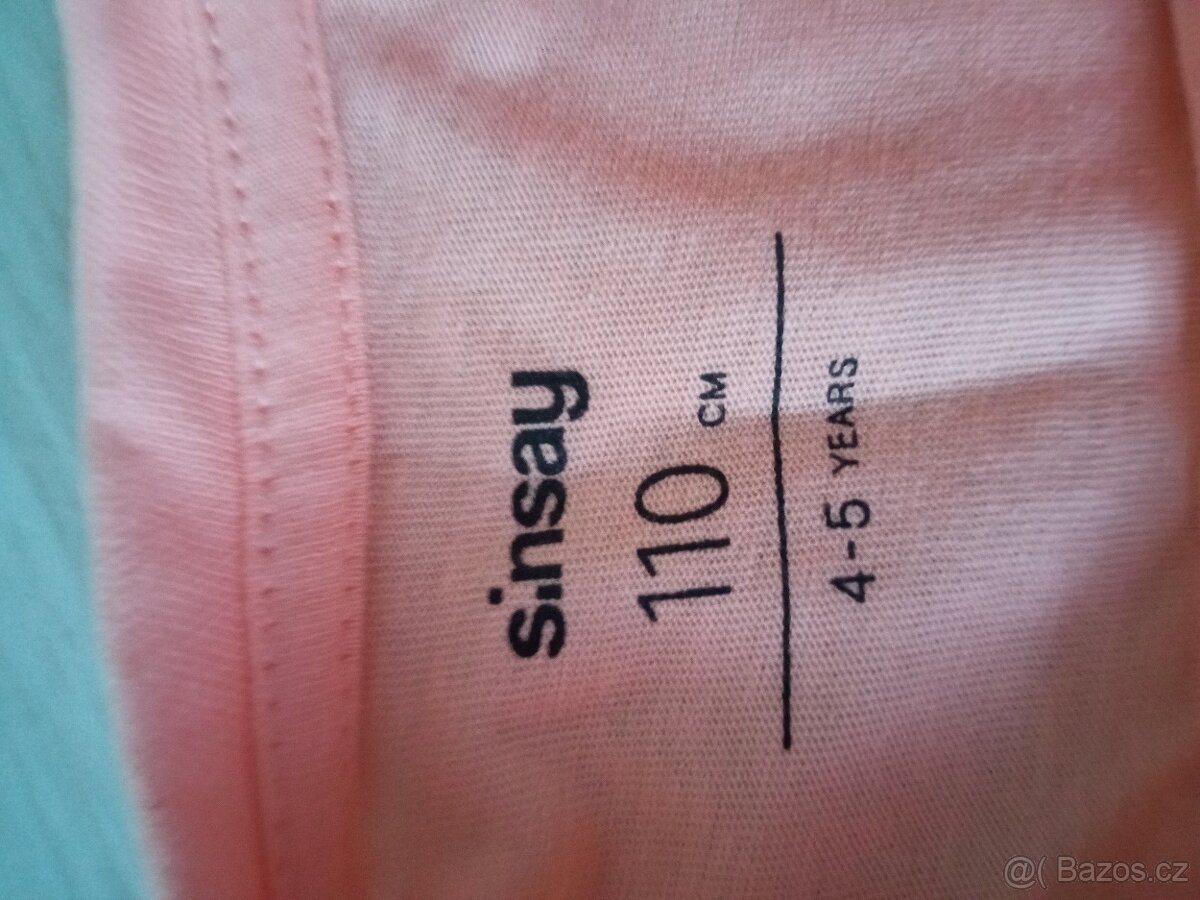 sinsay
110 CM
4-5 YEARS
@( Bazos.cz